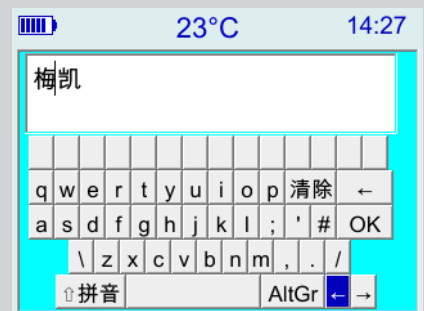 23°C 14:27
梅凯
q w e r t y u i o p 清除 ←
a s d f g h j k l ; ' # OK
\ z x c v b n m , . /
⇧拼音 AltGr ← →